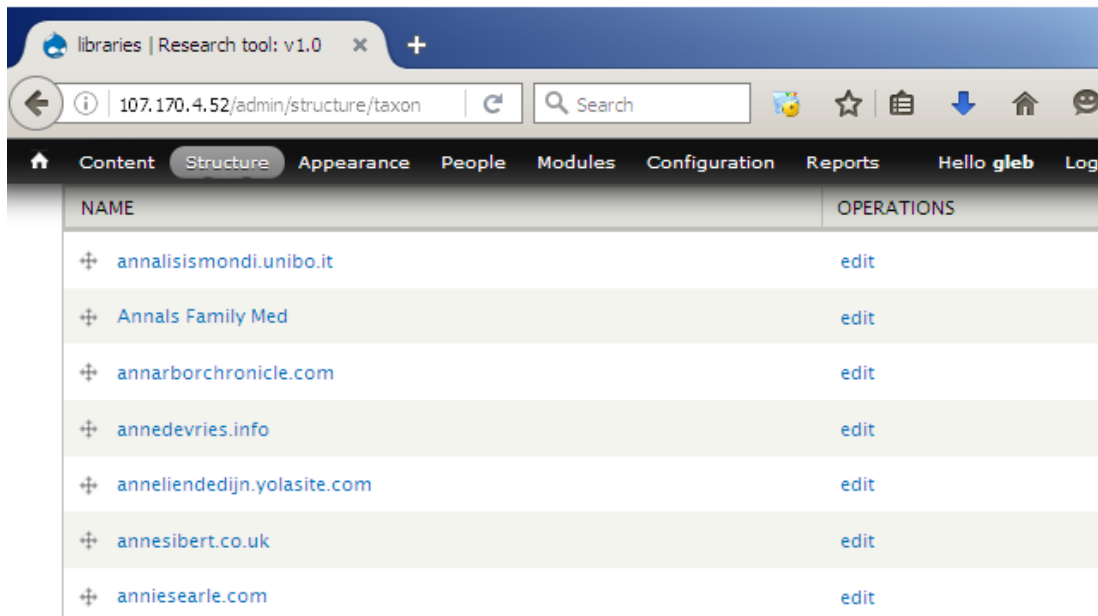 libraries | Research tool: v1.0
107.170.4.52/admin/structure/taxon Search
Content Structure Appearance People Modules Configuration Reports Hello gleb Log
NAME OPERATIONS
annalisismondi.unibo.it edit
Annals Family Med edit
annarborchronicle.com edit
annedevries.info edit
anneliendedijn.yolasite.com edit
annesibert.co.uk edit
anniesearle.com edit